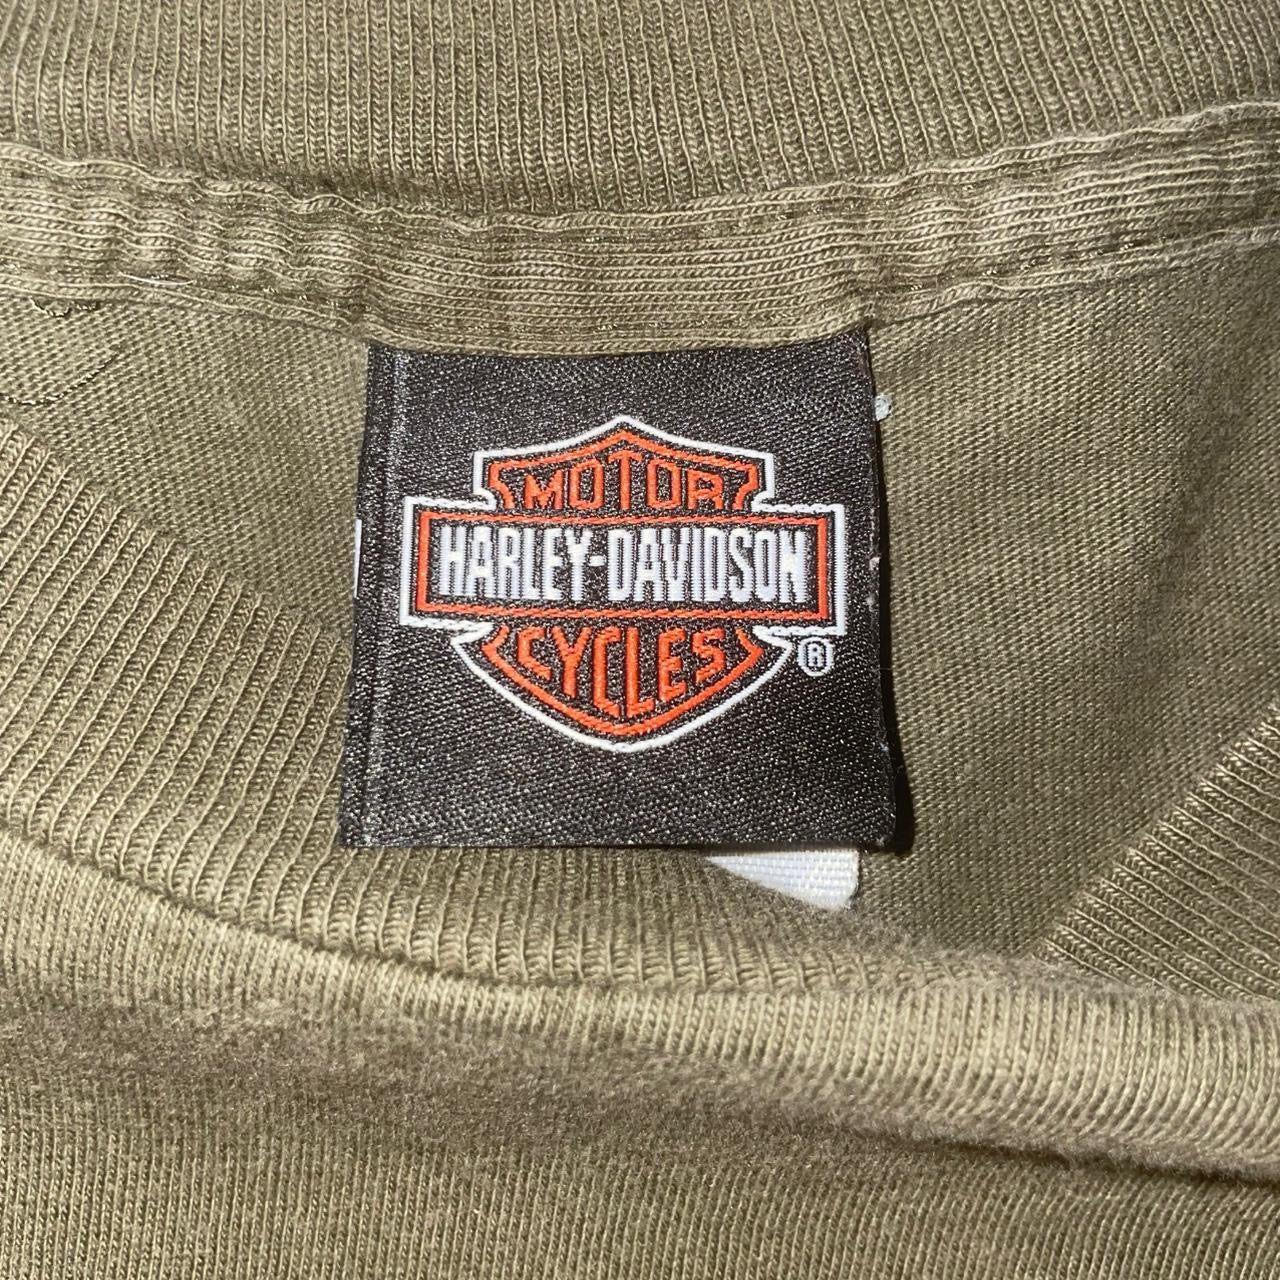 MOTOR
HARLEY-DAVIDSON
CYCLES
®